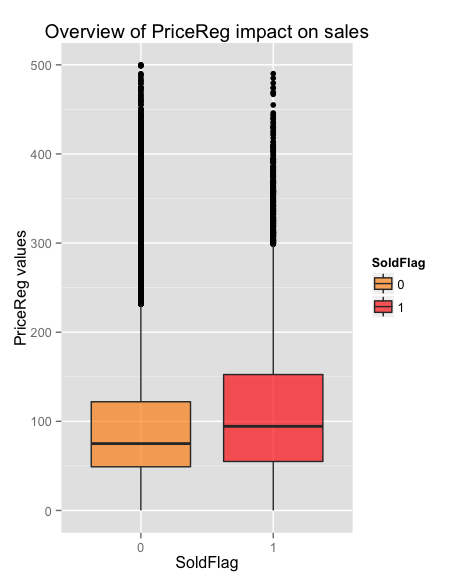 Overview of PriceReg impact on sales
PriceReg values
500
400
300
200
100
0
0
1
SoldFlag
SoldFlag
0
1